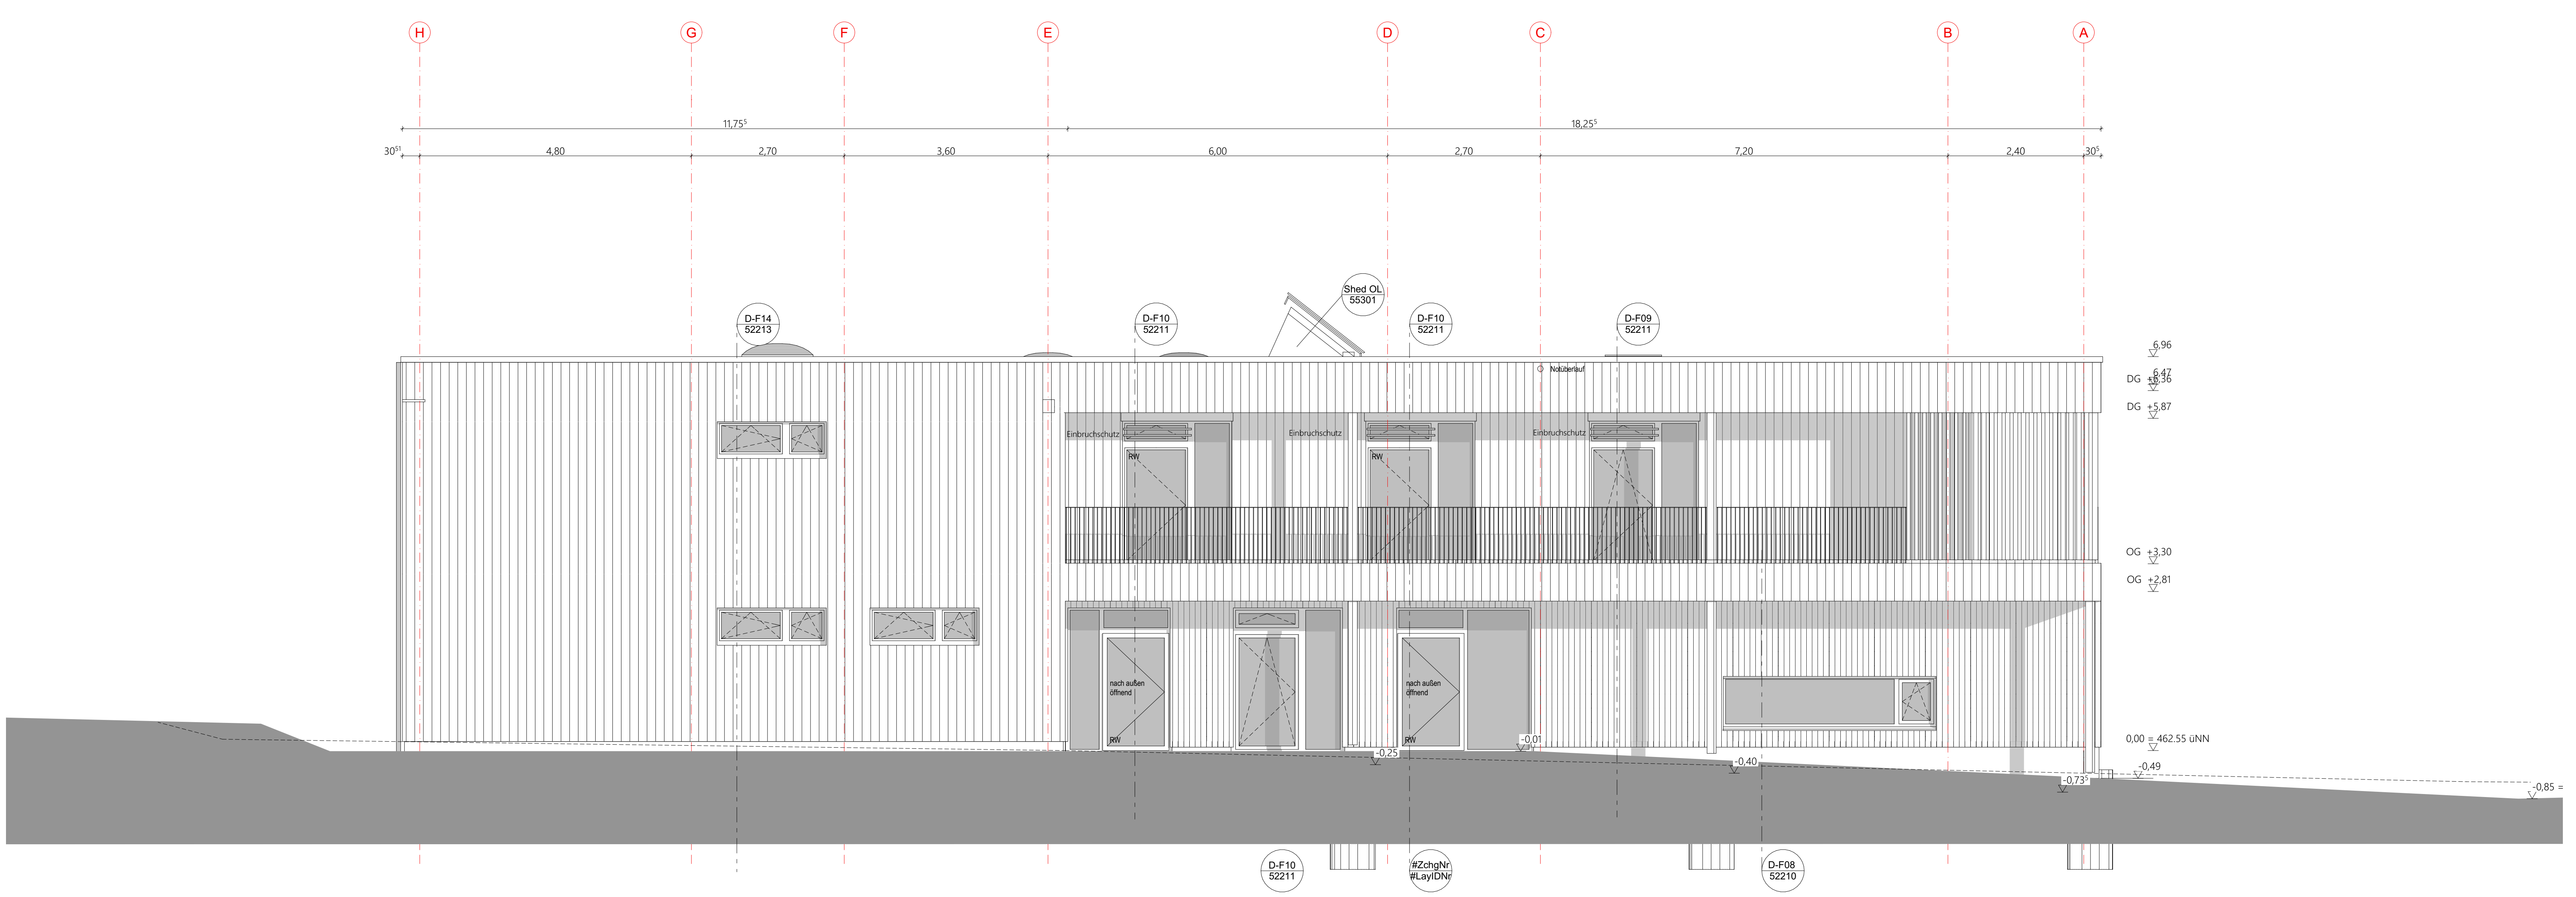 H G F E D C B A
11,75⁵ 18,25⁵
30⁵¹ 4,80 2,70 3,60 6,00 2,70 7,20 2,40 30⁵
Shed OL
55301
D-F14
52213
D-F10
52211
D-F10
52211
D-F09
52211
6,96
6,47
DG +6,36
DG +5,87
Notüberlauf
Einbruchschutz
Einbruchschutz
Einbruchschutz
RW
RW
OG +3,30
OG +2,81
nach außen
öffnend
RW
nach außen
öffnend
RW
0,00 = 462.55 üNN
-0,01
-0,25
-0,40
-0,49
-0,73⁵
-0,85 =
D-F10
52211
#ZchgNr
#LayIDNr
D-F08
52210